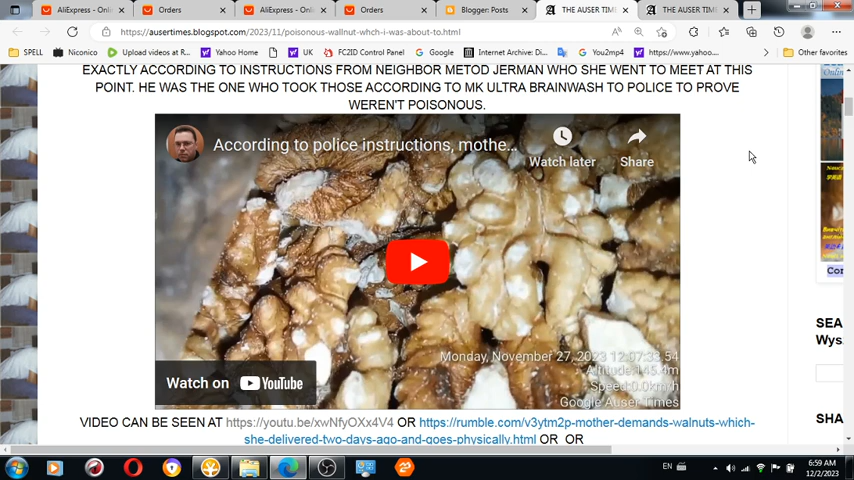 AliExpress - Onli
Orders
AliExpress - Onli
Orders
Blogger: Posts
THE AUSER TIME
THE AUSER TIM
https://ausertimes.blogspot.com/2023/11/poisonous-wallnut-whch-i-was-about-to.html
SPELL
Niconico
Upload videos at R...
Yahoo Home
UK
FC2ID Control Panel
Google
Internet Archive: Di...
You2mp4
https://www.yahoo....
Other favorites
EXACTLY ACCORDING TO INSTRUCTIONS FROM NEIGHBOR METOD JERMAN WHO SHE WENT TO MEET AT THIS
POINT. HE WAS THE ONE WHO TOOK THOSE ACCORDING TO MK ULTRA BRAINWASH TO POLICE TO PROVE
WEREN'T POISONOUS.
According to police instructions, mothe...
Watch later
Share
Monday, November 27, 2023 12:07:33.54
Altitude:145.4m
Speed:0.0km/h
Google Auser Times
Watch on YouTube
SEA
Wys
SHA
VIDEO CAN BE SEEN AT https://youtu.be/xwNfyOXx4V4 OR https://rumble.com/v3ytm2p-mother-demands-walnuts-which-
she-delivered-two-days-ago-and-goes-physically.html OR OR
EN
6:59 AM
12/2/2023